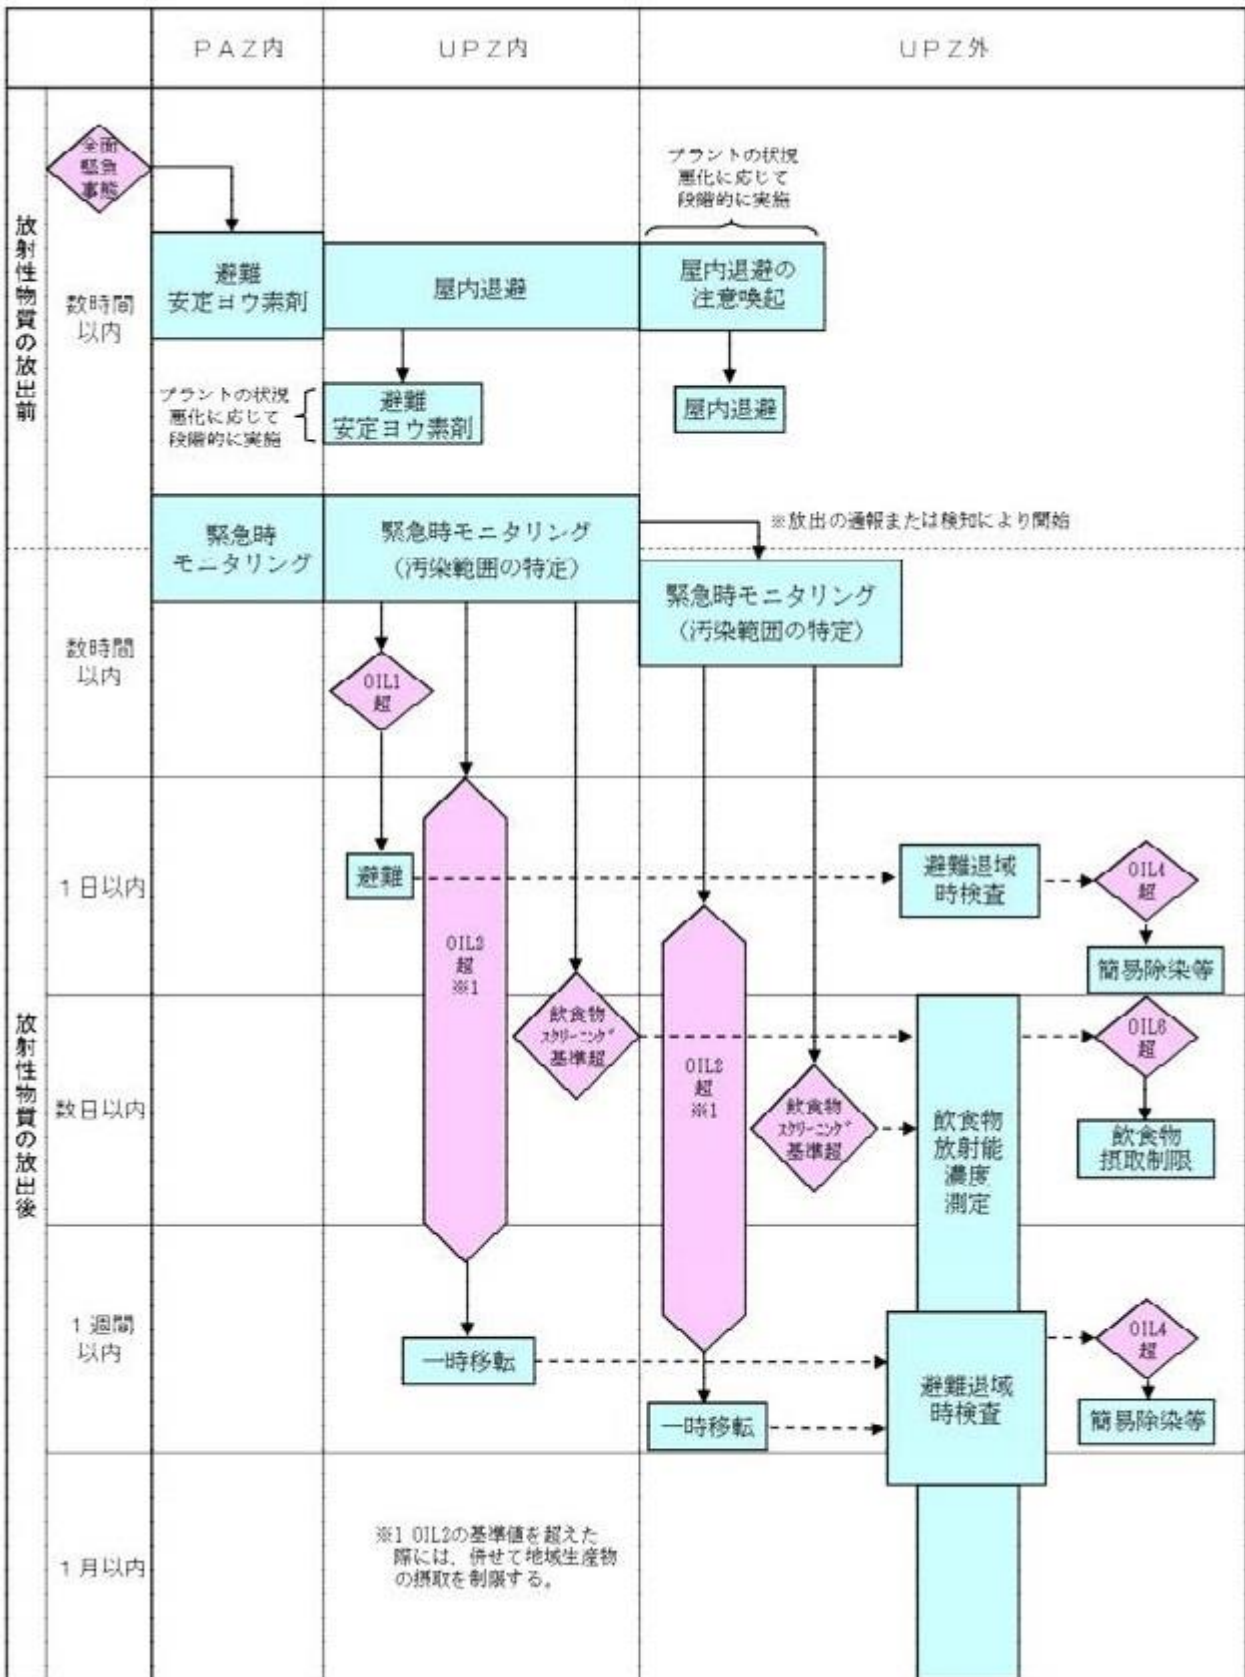 PAZ内
UPZ内
UPZ外
放射性物質の放出前
全面
緊急
事態
数時間
以内
避難
安定ヨウ素剤
屋内退避
プラントの状況
悪化に応じて
段階的に実施
屋内退避の
注意喚起
プラントの状況
悪化に応じて
段階的に実施
避難
安定ヨウ素剤
屋内退避
緊急時
モニタリング
緊急時モニタリング
(汚染範囲の特定)
※放出の通報または検知により開始
緊急時モニタリング
(汚染範囲の特定)
放射性物質の放出後
数時間
以内
OIL1
超
1日以内
避難
OIL2
超
※1
避難退域
時検査
OIL4
超
簡易除染等
数日以内
飲食物
スクリーニング
基準超
OIL2
超
※1
飲食物
スクリーニング
基準超
飲食物
放射能
濃度
測定
OIL6
超
飲食物
摂取制限
1週間
以内
一時移転
一時移転
避難退域
時検査
OIL4
超
簡易除染等
1月以内
※1 OIL2の基準値を超えた
際には、併せて地域生産物
の摂取を制限する。